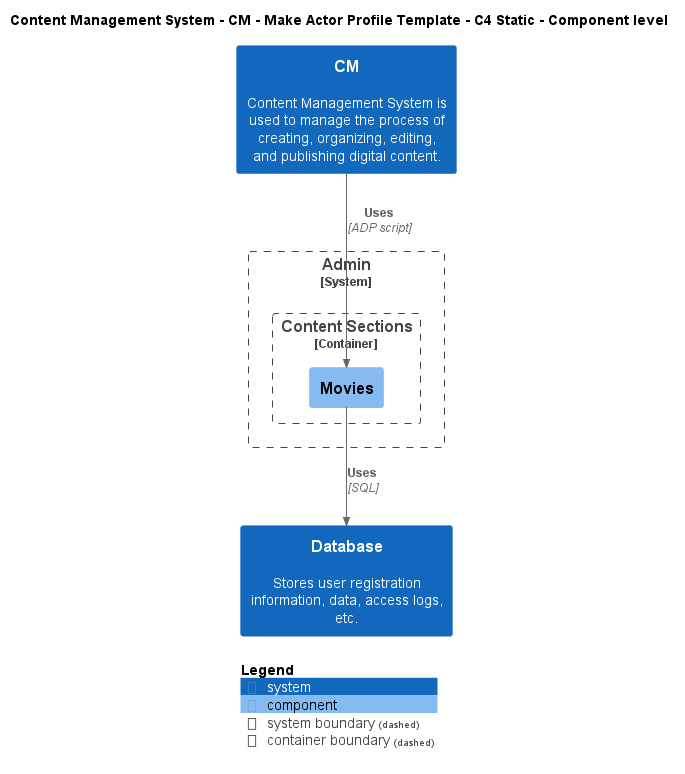 Content Management System - CM - Make Actor Profile Template - C4 Static - Component level
CM
Content Management System is
used to manage the process of
creating, organizing, editing,
and publishing digital content.
Uses
[ADP script]
Admin
[System]
Content Sections
[Container]
Movies
Uses
[SQL]
Database
Stores user registration
information, data, access logs,
etc.
Legend
system
component
system boundary (dashed)
container boundary (dashed)